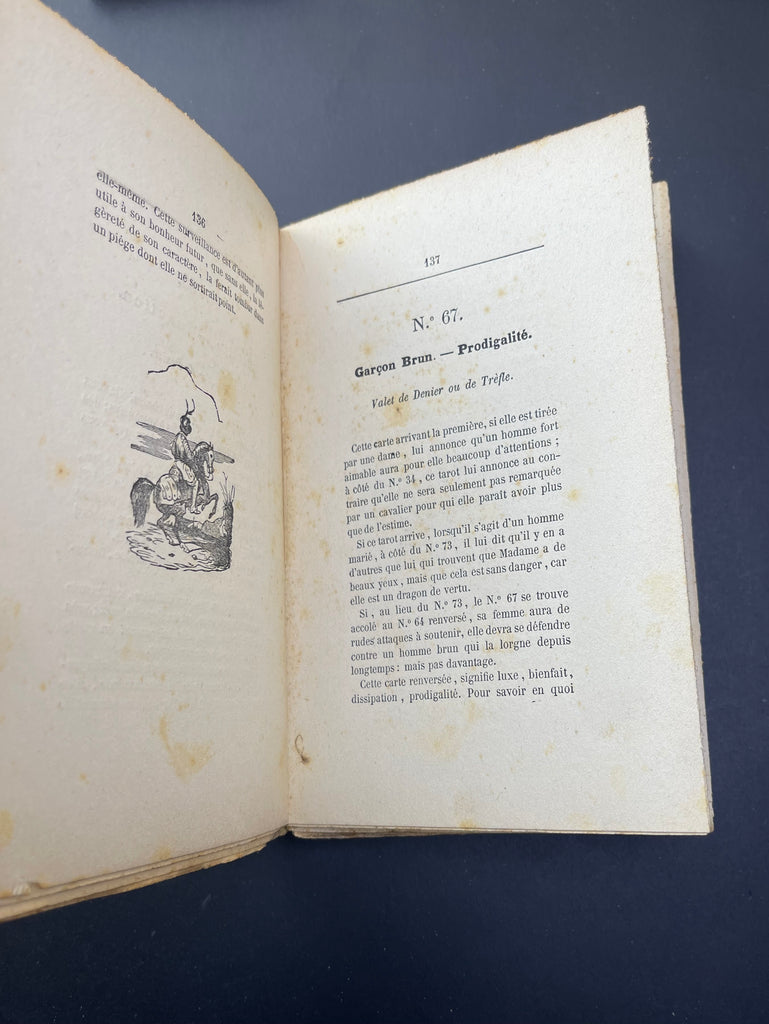 136
elle-même. Cette surveillance est d'autant plus
utile à son bonheur futur, que sans elle, la lé-
gèreté de son caractère, la ferait tomber dans
un piége dont elle ne sortirait point.
137
N.º 67.
Garçon Brun. — Prodigalité.
Valet de Denier ou de Trèfle.
Cette carte arrivant la première, si elle est tirée
par une dame, lui annonce qu'un homme fort
aimable aura pour elle beaucoup d'attentions ;
à côté du N.º 34, ce tarot lui annonce au con-
traire qu'elle ne sera seulement pas remarquée
par un cavalier pour qui elle paraît avoir plus
que de l'estime.
Si ce tarot arrive, lorsqu'il s'agit d'un homme
marié, à côté du N.º 73, il lui dit qu'il y en a
d'autres que lui qui trouvent que Madame a de
beaux yeux, mais que cela est sans danger, car
elle est un dragon de vertu.
Si, au lieu du N.º 73, le N.º 67 se trouve
accolé au N.º 64 renversé, sa femme aura de
rudes attaques à soutenir, elle devra se défendre
contre un homme brun qui la lorgne depuis
longtemps : mais pas davantage.
Cette carte renversée, signifie luxe, bienfait,
dissipation, prodigalité. Pour savoir en quoi